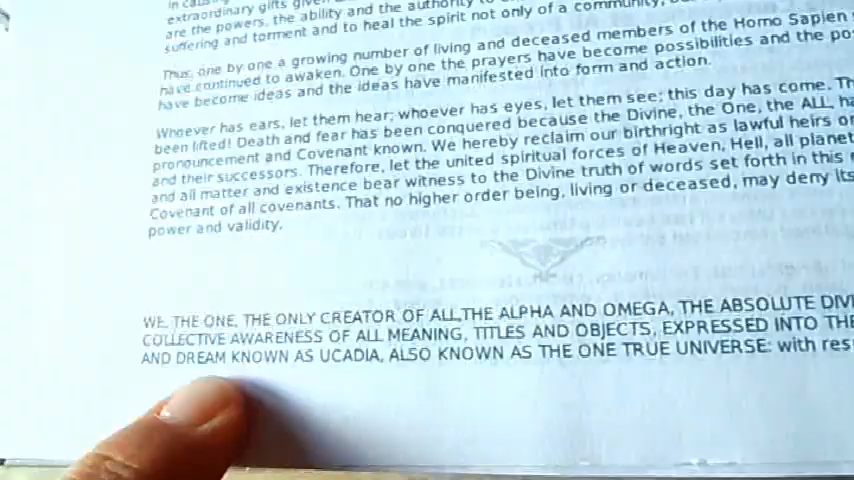 extraordinary gifts given
are the powers, the ability and the authority to
suffering and torment and to heal the spirit not only of a community,
Thus, one by one a growing number of living and deceased members of the Homo Sapien
have continued to awaken. One by one the prayers have become possibilities and the
have become ideas and the ideas have manifested into form and action.
Whoever has ears, let them hear; whoever has eyes, let them see; this day has come.
been lifted! Death and fear has been conquered because the Divine, the One, the ALL,
pronouncement and Covenant known. We hereby reclaim our birthright as lawful heirs
and their successors. Therefore, let the united spiritual forces of Heaven, Hell, all
and all matter and existence bear witness to the Divine truth of words set forth in this
Covenant of all covenants. That no higher order being, living or deceased, may deny
power and validity.
WE, THE ONE, THE ONLY CREATOR OF ALL,THE ALPHA AND OMEGA, THE ABSOLUTE
COLLECTIVE AWARENESS OF ALL MEANING, TITLES AND OBJECTS, EXPRESSED INTO THE
AND DREAM KNOWN AS UCADIA, ALSO KNOWN AS THE ONE TRUE UNIVERSE: with